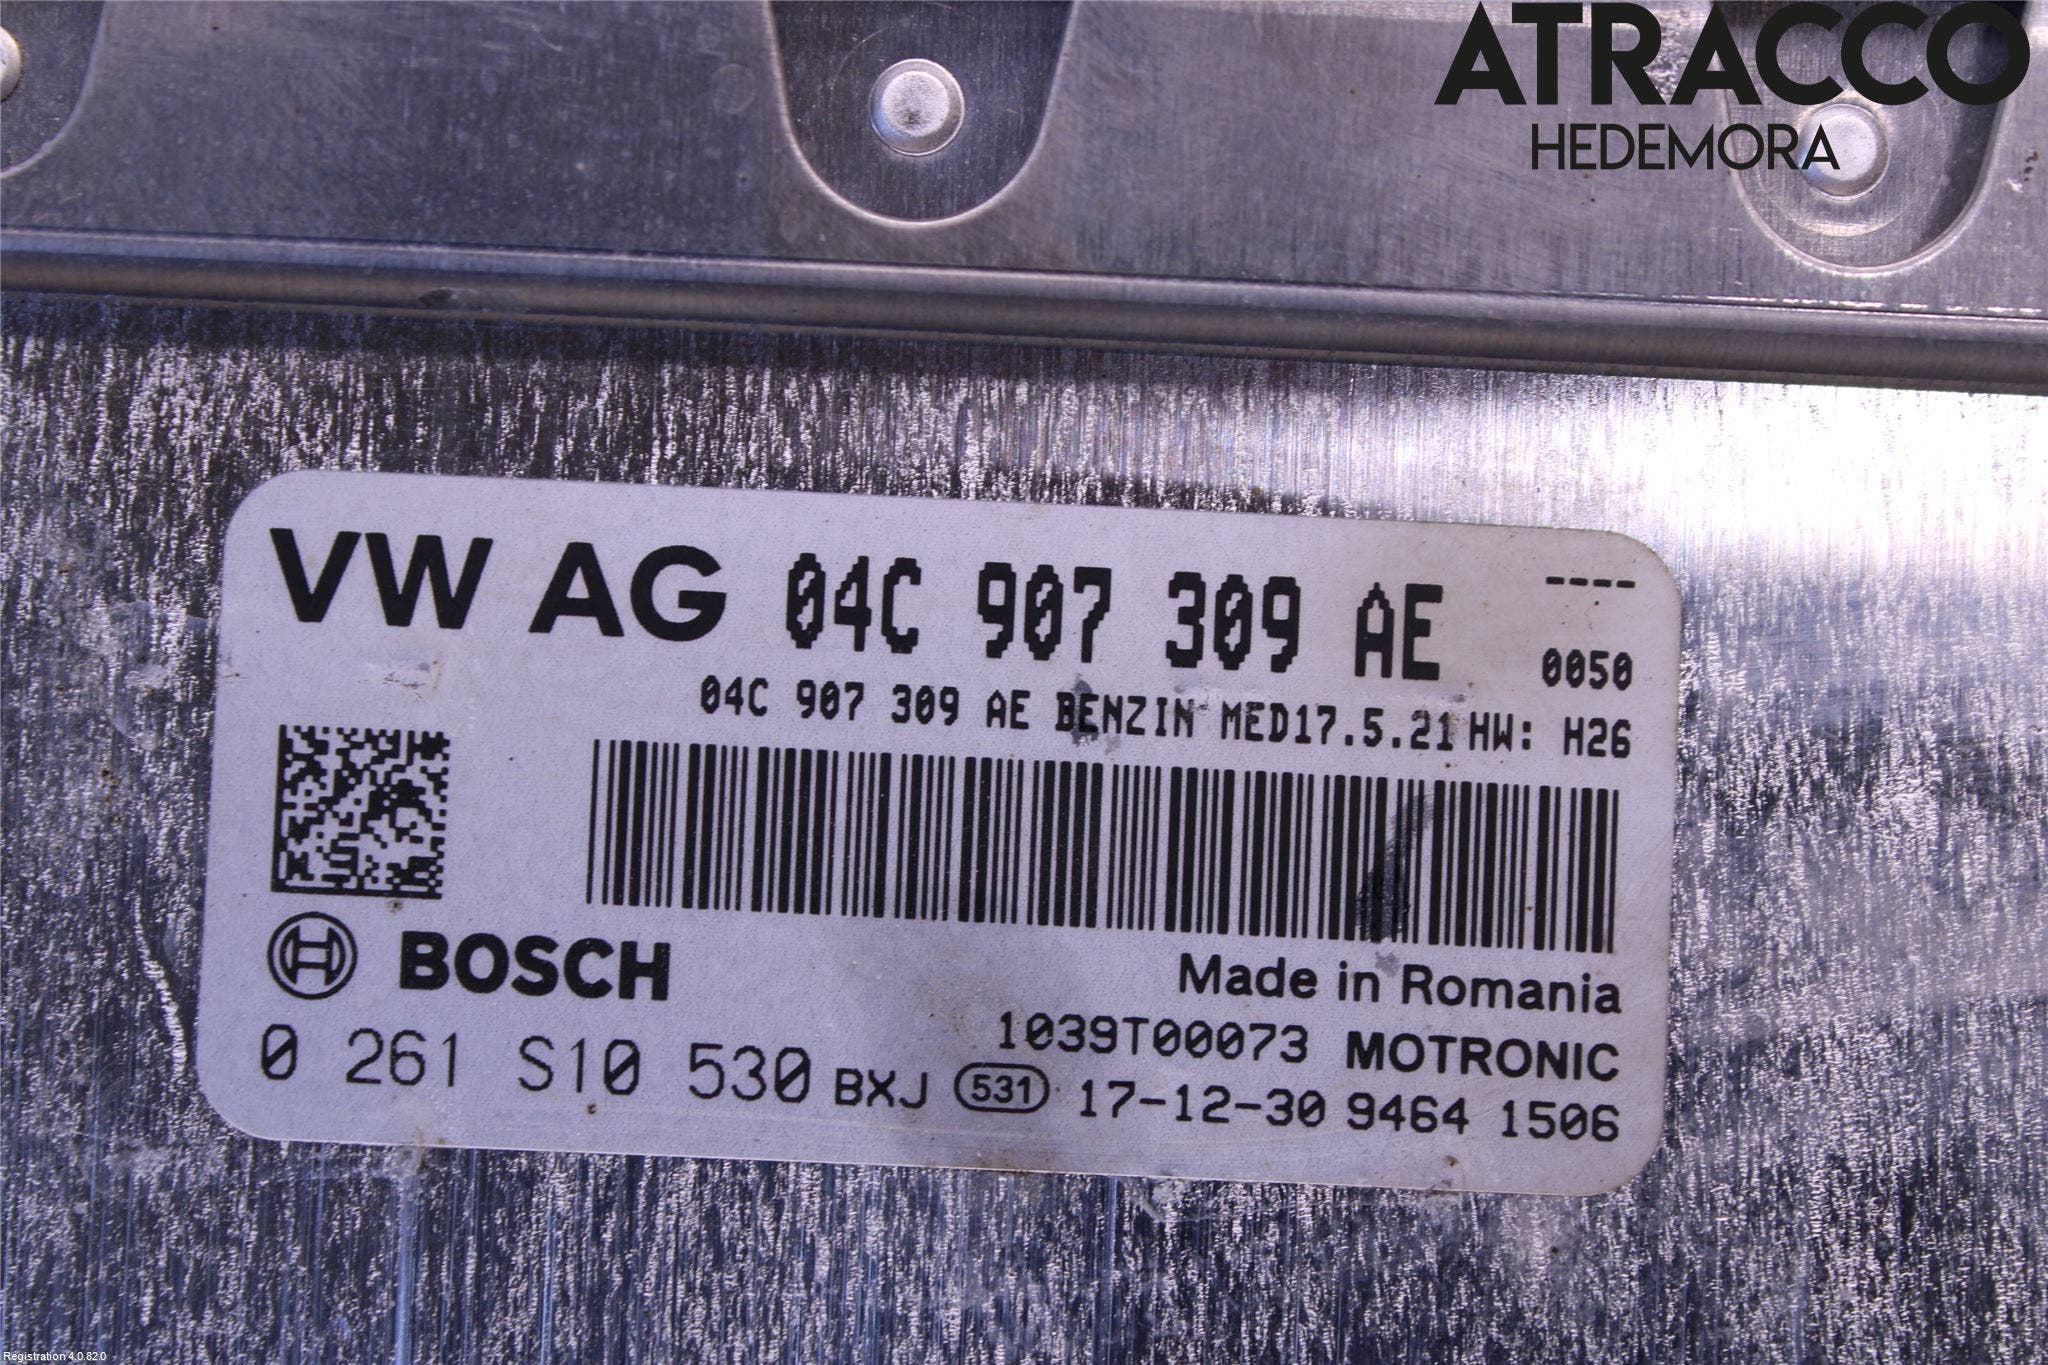 ATRACCO
HEDEMORA
VW AG 04C 907 309 AE ----
0050
04C 907 309 AE BENZIN MED17.5.21 HW: H26
BOSCH
Made in Romania
1039T00073 MOTRONIC
0 261 S10 530 BXJ 531 17-12-30 9464 1506
Registration 4.0.82.0